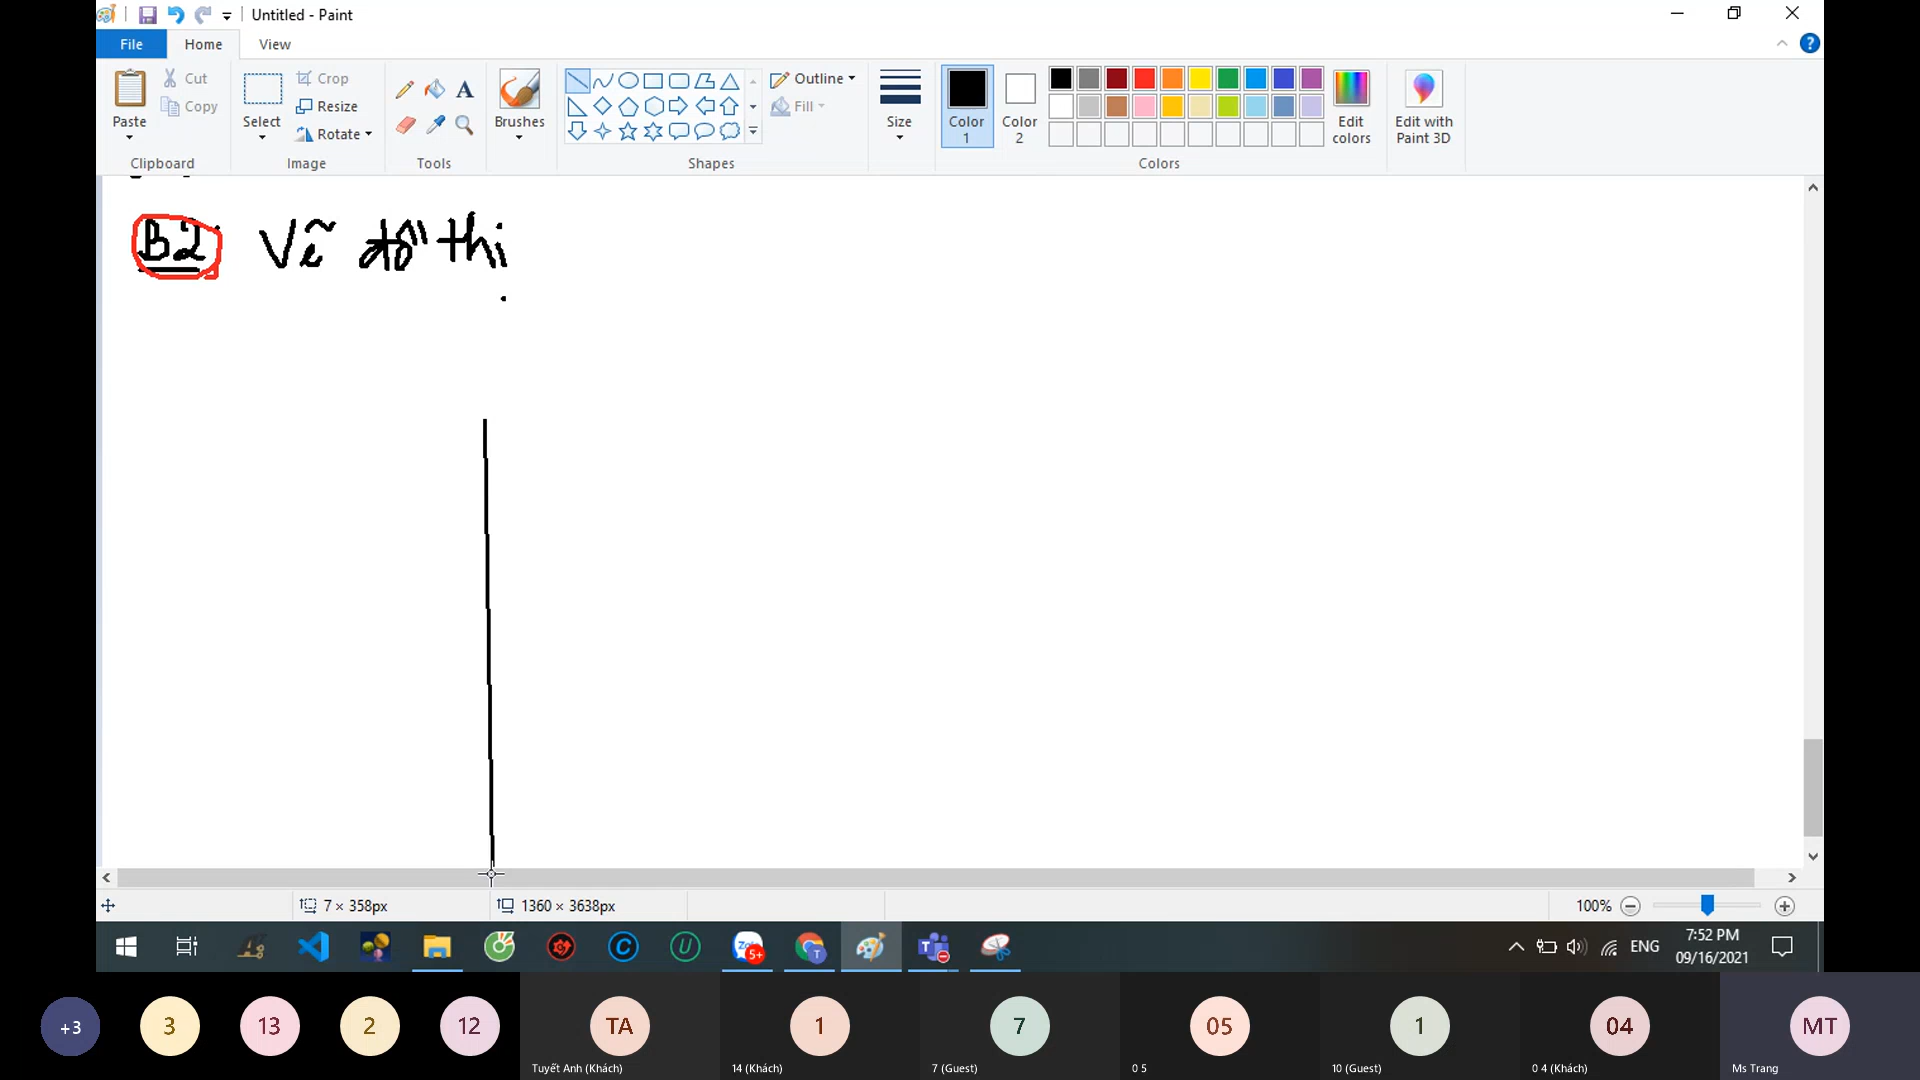 Untitled - Paint
File Home View
Paste
Cut
Copy
Clipboard
Select
Crop
Resize
Rotate
Image
Tools
Brushes
Shapes
Outline
Fill
Size
Color 1
Color 2
Colors
Edit colors
Edit with Paint 3D
B2: Vẽ đồ thị
7 × 358px
1360 × 3638px
100%
Zalo 5+
T
ENG
7:52 PM
09/16/2021
+3 3 13 2 12 TA 1 7 05 1 04 MT
Tuyết Anh (Khách) 14 (Khách) 7 (Guest) 0 5 10 (Guest) 0 4 (Khách) Ms Trang